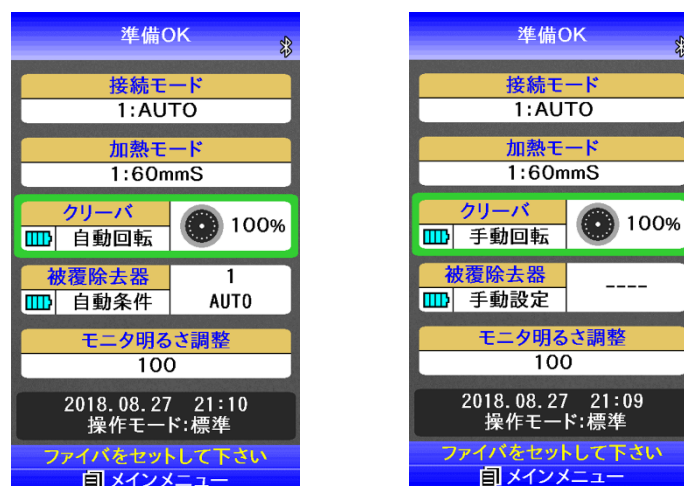 準備OK
接続モード
1:AUTO
加熱モード
1:60mmS
クリーバ
自動回転
100%
被覆除去器
自動条件
1
AUTO
モニタ明るさ調整
100
2018.08.27 21:10
操作モード:標準
ファイバをセットして下さい
メインメニュー
準備OK
接続モード
1:AUTO
加熱モード
1:60mmS
クリーバ
手動回転
100%
被覆除去器
手動設定
----
モニタ明るさ調整
100
2018.08.27 21:09
操作モード:標準
ファイバをセットして下さい
メインメニュー